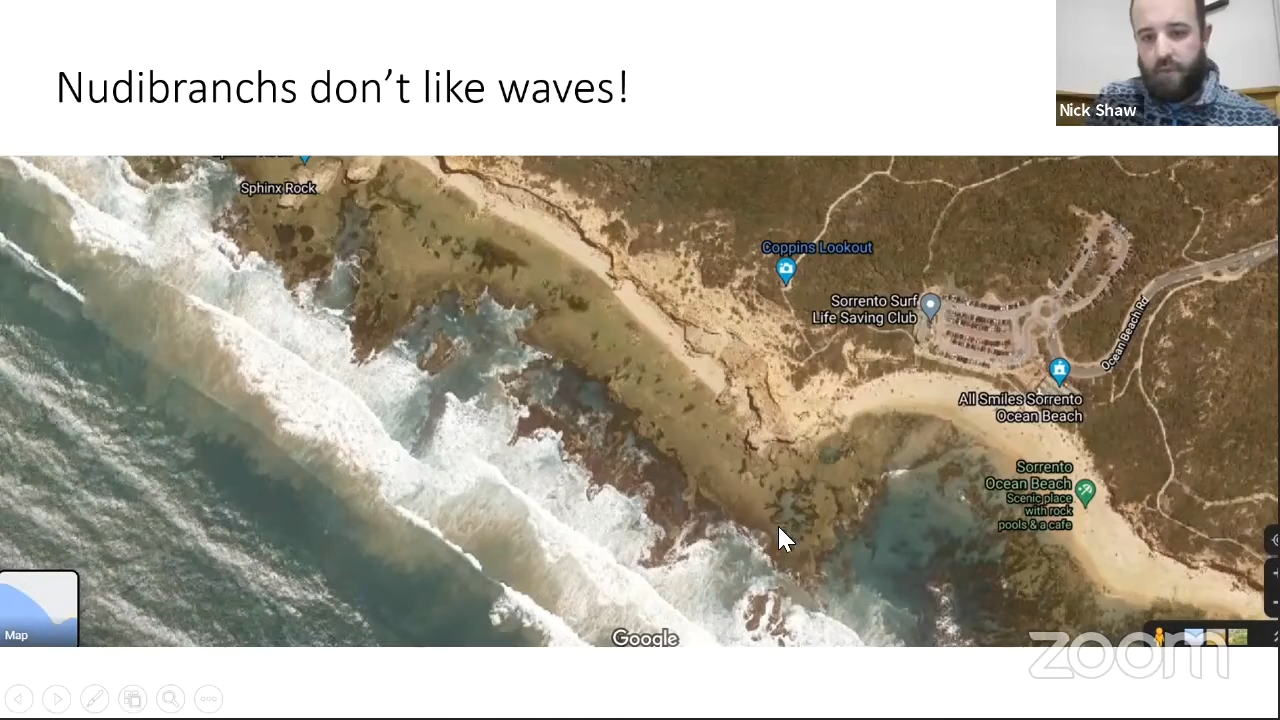 Nudibranchs don't like waves!
Nick Shaw
Sphinx Rock
Coppins Lookout
Sorrento Surf
Life Saving Club
Ocean Beach Rd
All Smiles Sorrento
Ocean Beach
Sorrento
Ocean Beach
Scenic place
with rock
pools & a cafe
Map
Google
zoom